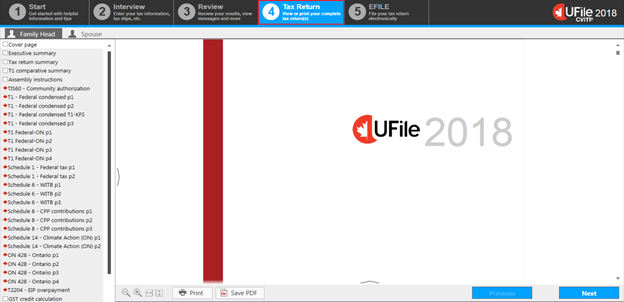 1 Start
Get started with helpful
information and tips
2 Interview
Enter your tax information,
tax slips, etc.
3 Review
Review your results, view
messages and more
4 Tax Return
View or print your complete
tax return(s)
5 EFILE
File your tax return
electronically
UFile 2018
CVITP
Family Head
Spouse
Cover page
Executive summary
Tax return summary
T1 comparative summary
Assembly instructions
TIS60 - Community authorization
T1 - Federal condensed p1
T1 - Federal condensed p2
T1 - Federal condensed T1-KFS
T1 - Federal condensed p3
T1 Federal-ON p1
T1 Federal-ON p2
T1 Federal-ON p3
T1 Federal-ON p4
Schedule 1 - Federal tax p1
Schedule 1 - Federal tax p2
Schedule 6 - WITB p1
Schedule 6 - WITB p2
Schedule 6 - WITB p3
Schedule 8 - CPP contributions p1
Schedule 8 - CPP contributions p2
Schedule 8 - CPP contributions p3
Schedule 14 - Climate Action (ON) p1
Schedule 14 - Climate Action (ON) p2
ON 428 - Ontario p1
ON 428 - Ontario p2
ON 428 - Ontario p3
ON 428 - Ontario p4
T2204 - EIP overpayment
GST credit calculation
UFile 2018
Print
Save PDF
Previous
Next